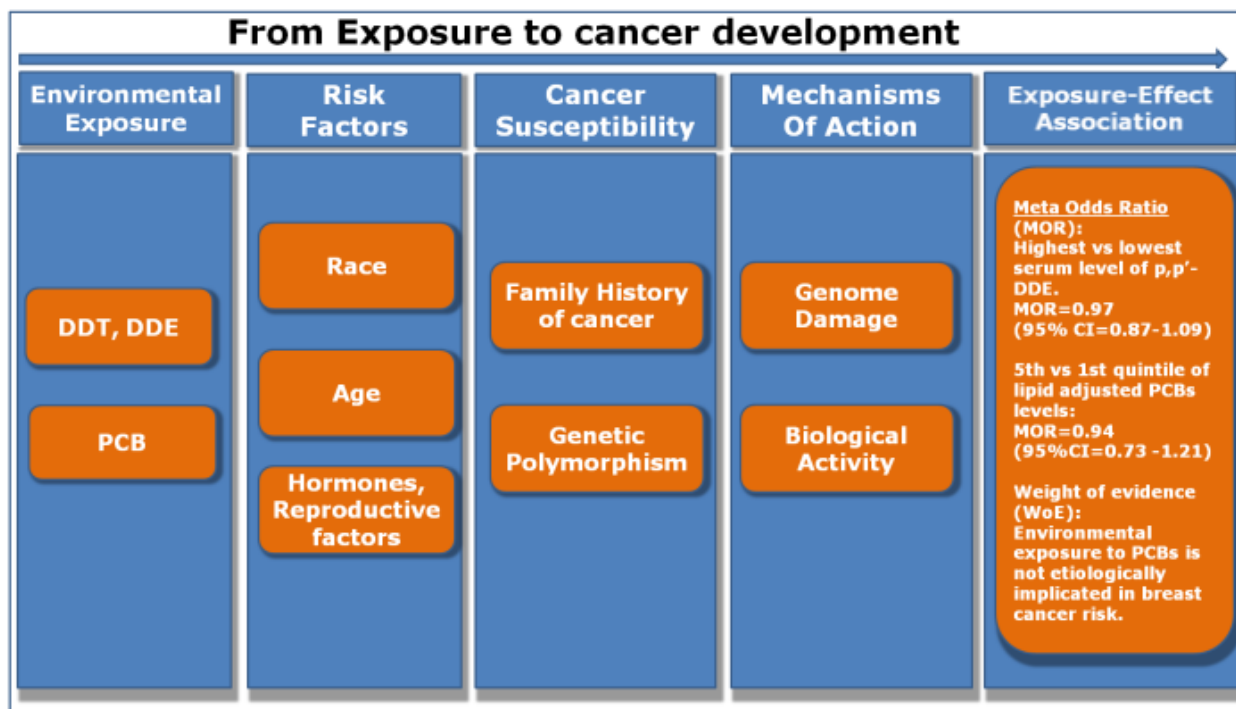 From Exposure to cancer development
Environmental
Exposure
Risk
Factors
Cancer
Susceptibility
Mechanisms
Of Action
Exposure-Effect
Association
DDT, DDE
PCB
Race
Age
Hormones,
Reproductive
factors
Family History
of cancer
Genetic
Polymorphism
Genome
Damage
Biological
Activity
Meta Odds Ratio
(MOR):
Highest vs lowest
serum level of p,p’-
DDE.
MOR=0.97
(95% CI=0.87-1.09)
5th vs 1st quintile of
lipid adjusted PCBs
levels:
MOR=0.94
(95%CI=0.73 -1.21)
Weight of evidence
(WoE):
Environmental
exposure to PCBs is
not etiologically
implicated in breast
cancer risk.